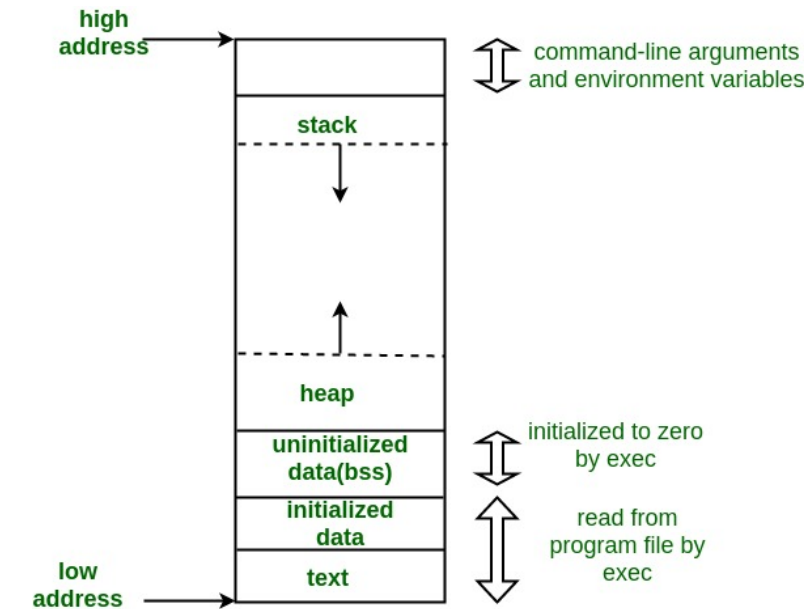 high
address
command-line arguments
and environment variables
stack
heap
uninitialized
data(bss)
initialized to zero
by exec
initialized
data
read from
program file by
exec
text
low
address